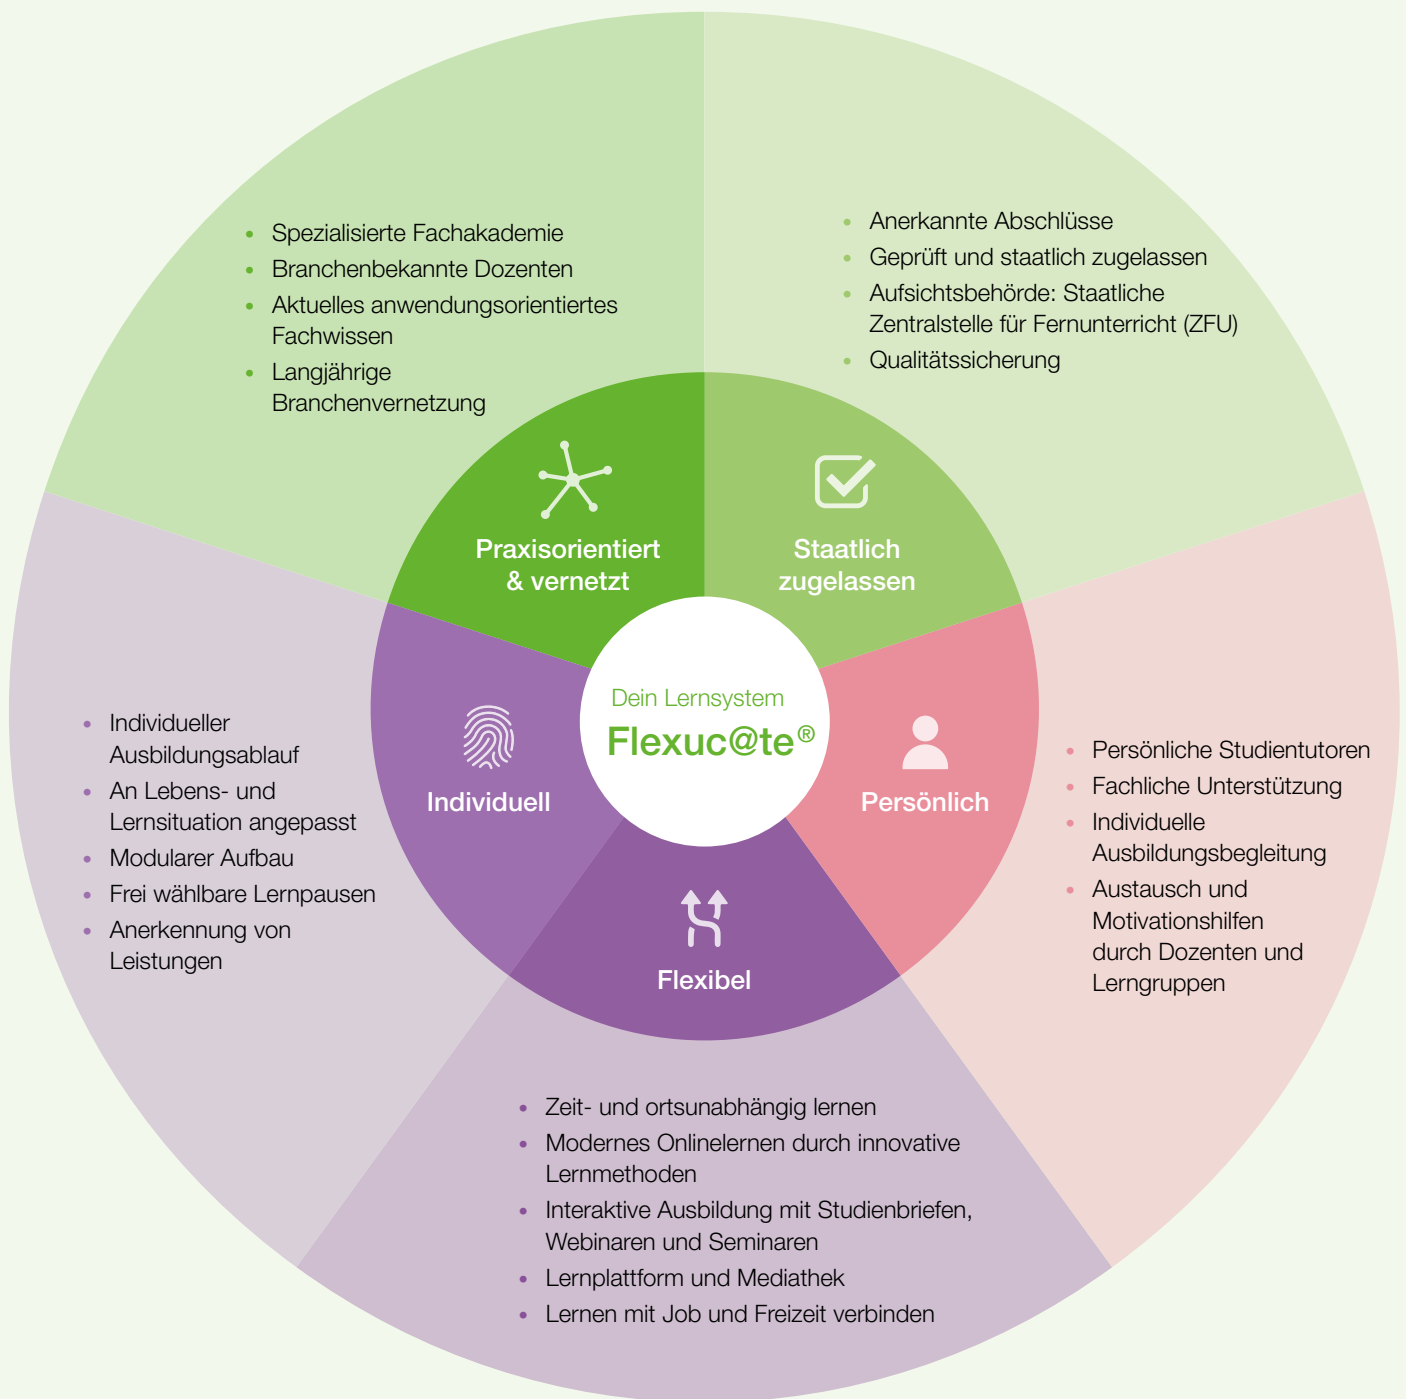 Spezialisierte Fachakademie
Branchenbekannte Dozenten
Aktuelles anwendungsorientiertes
Fachwissen
Langjährige
Branchenvernetzung
Anerkannte Abschlüsse
Geprüft und staatlich zugelassen
Aufsichtsbehörde: Staatliche
Zentralstelle für Fernunterricht (ZFU)
Qualitätssicherung
Praxisorientiert
& vernetzt
Staatlich
zugelassen
Dein Lernsystem
Flexuc@te®
Individuell
Persönlich
Flexibel
Individueller
Ausbildungsablauf
An Lebens- und
Lernsituation angepasst
Modularer Aufbau
Frei wählbare Lernpausen
Anerkennung von
Leistungen
Persönliche Studientutoren
Fachliche Unterstützung
Individuelle
Ausbildungsbegleitung
Austausch und
Motivationshilfen
durch Dozenten und
Lerngruppen
Zeit- und ortsunabhängig lernen
Modernes Onlinelernen durch innovative
Lernmethoden
Interaktive Ausbildung mit Studienbriefen,
Webinaren und Seminaren
Lernplattform und Mediathek
Lernen mit Job und Freizeit verbinden